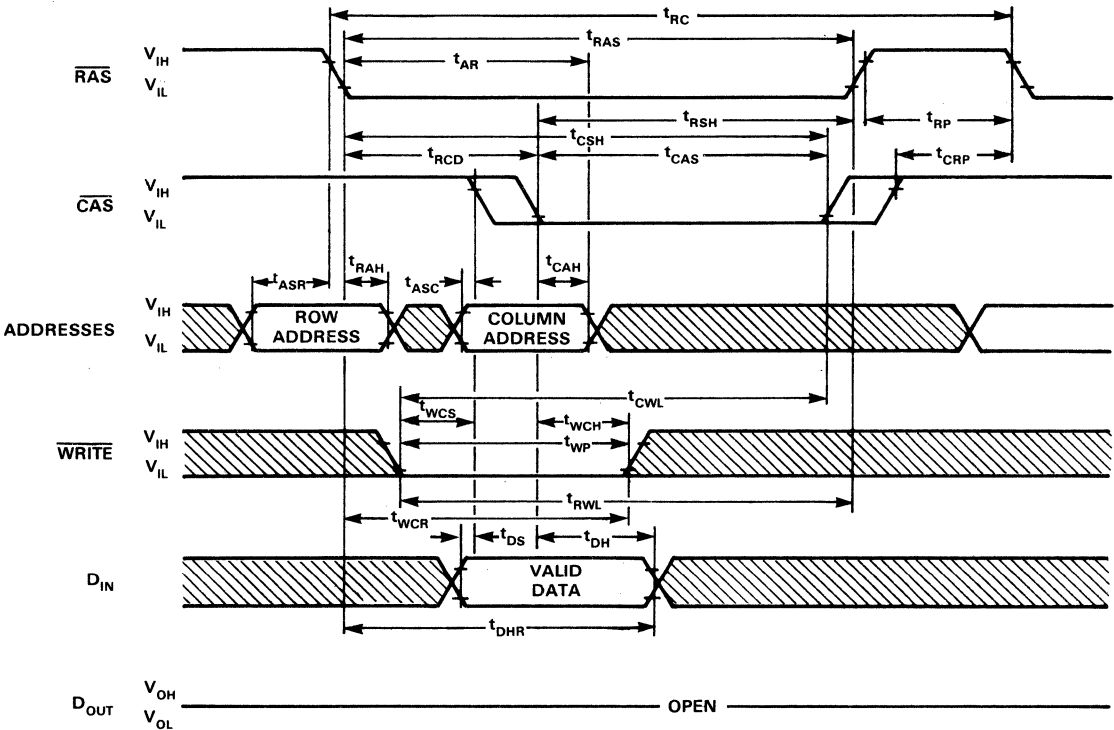 tRC
tRAS
tAR
RAS
VIH
VIL
tRSH
tRP
tCSH
tRCD
tCAS
tCRP
CAS
VIH
VIL
tASR
tRAH
tASC
tCAH
ADDRESSES
VIH
VIL
ROW
ADDRESS
COLUMN
ADDRESS
tCWL
tWCS
tWCH
tWP
WRITE
VIH
VIL
tRWL
tWCR
tDS
tDH
DIN
VALID
DATA
tDHR
DOUT
VOH
VOL
OPEN